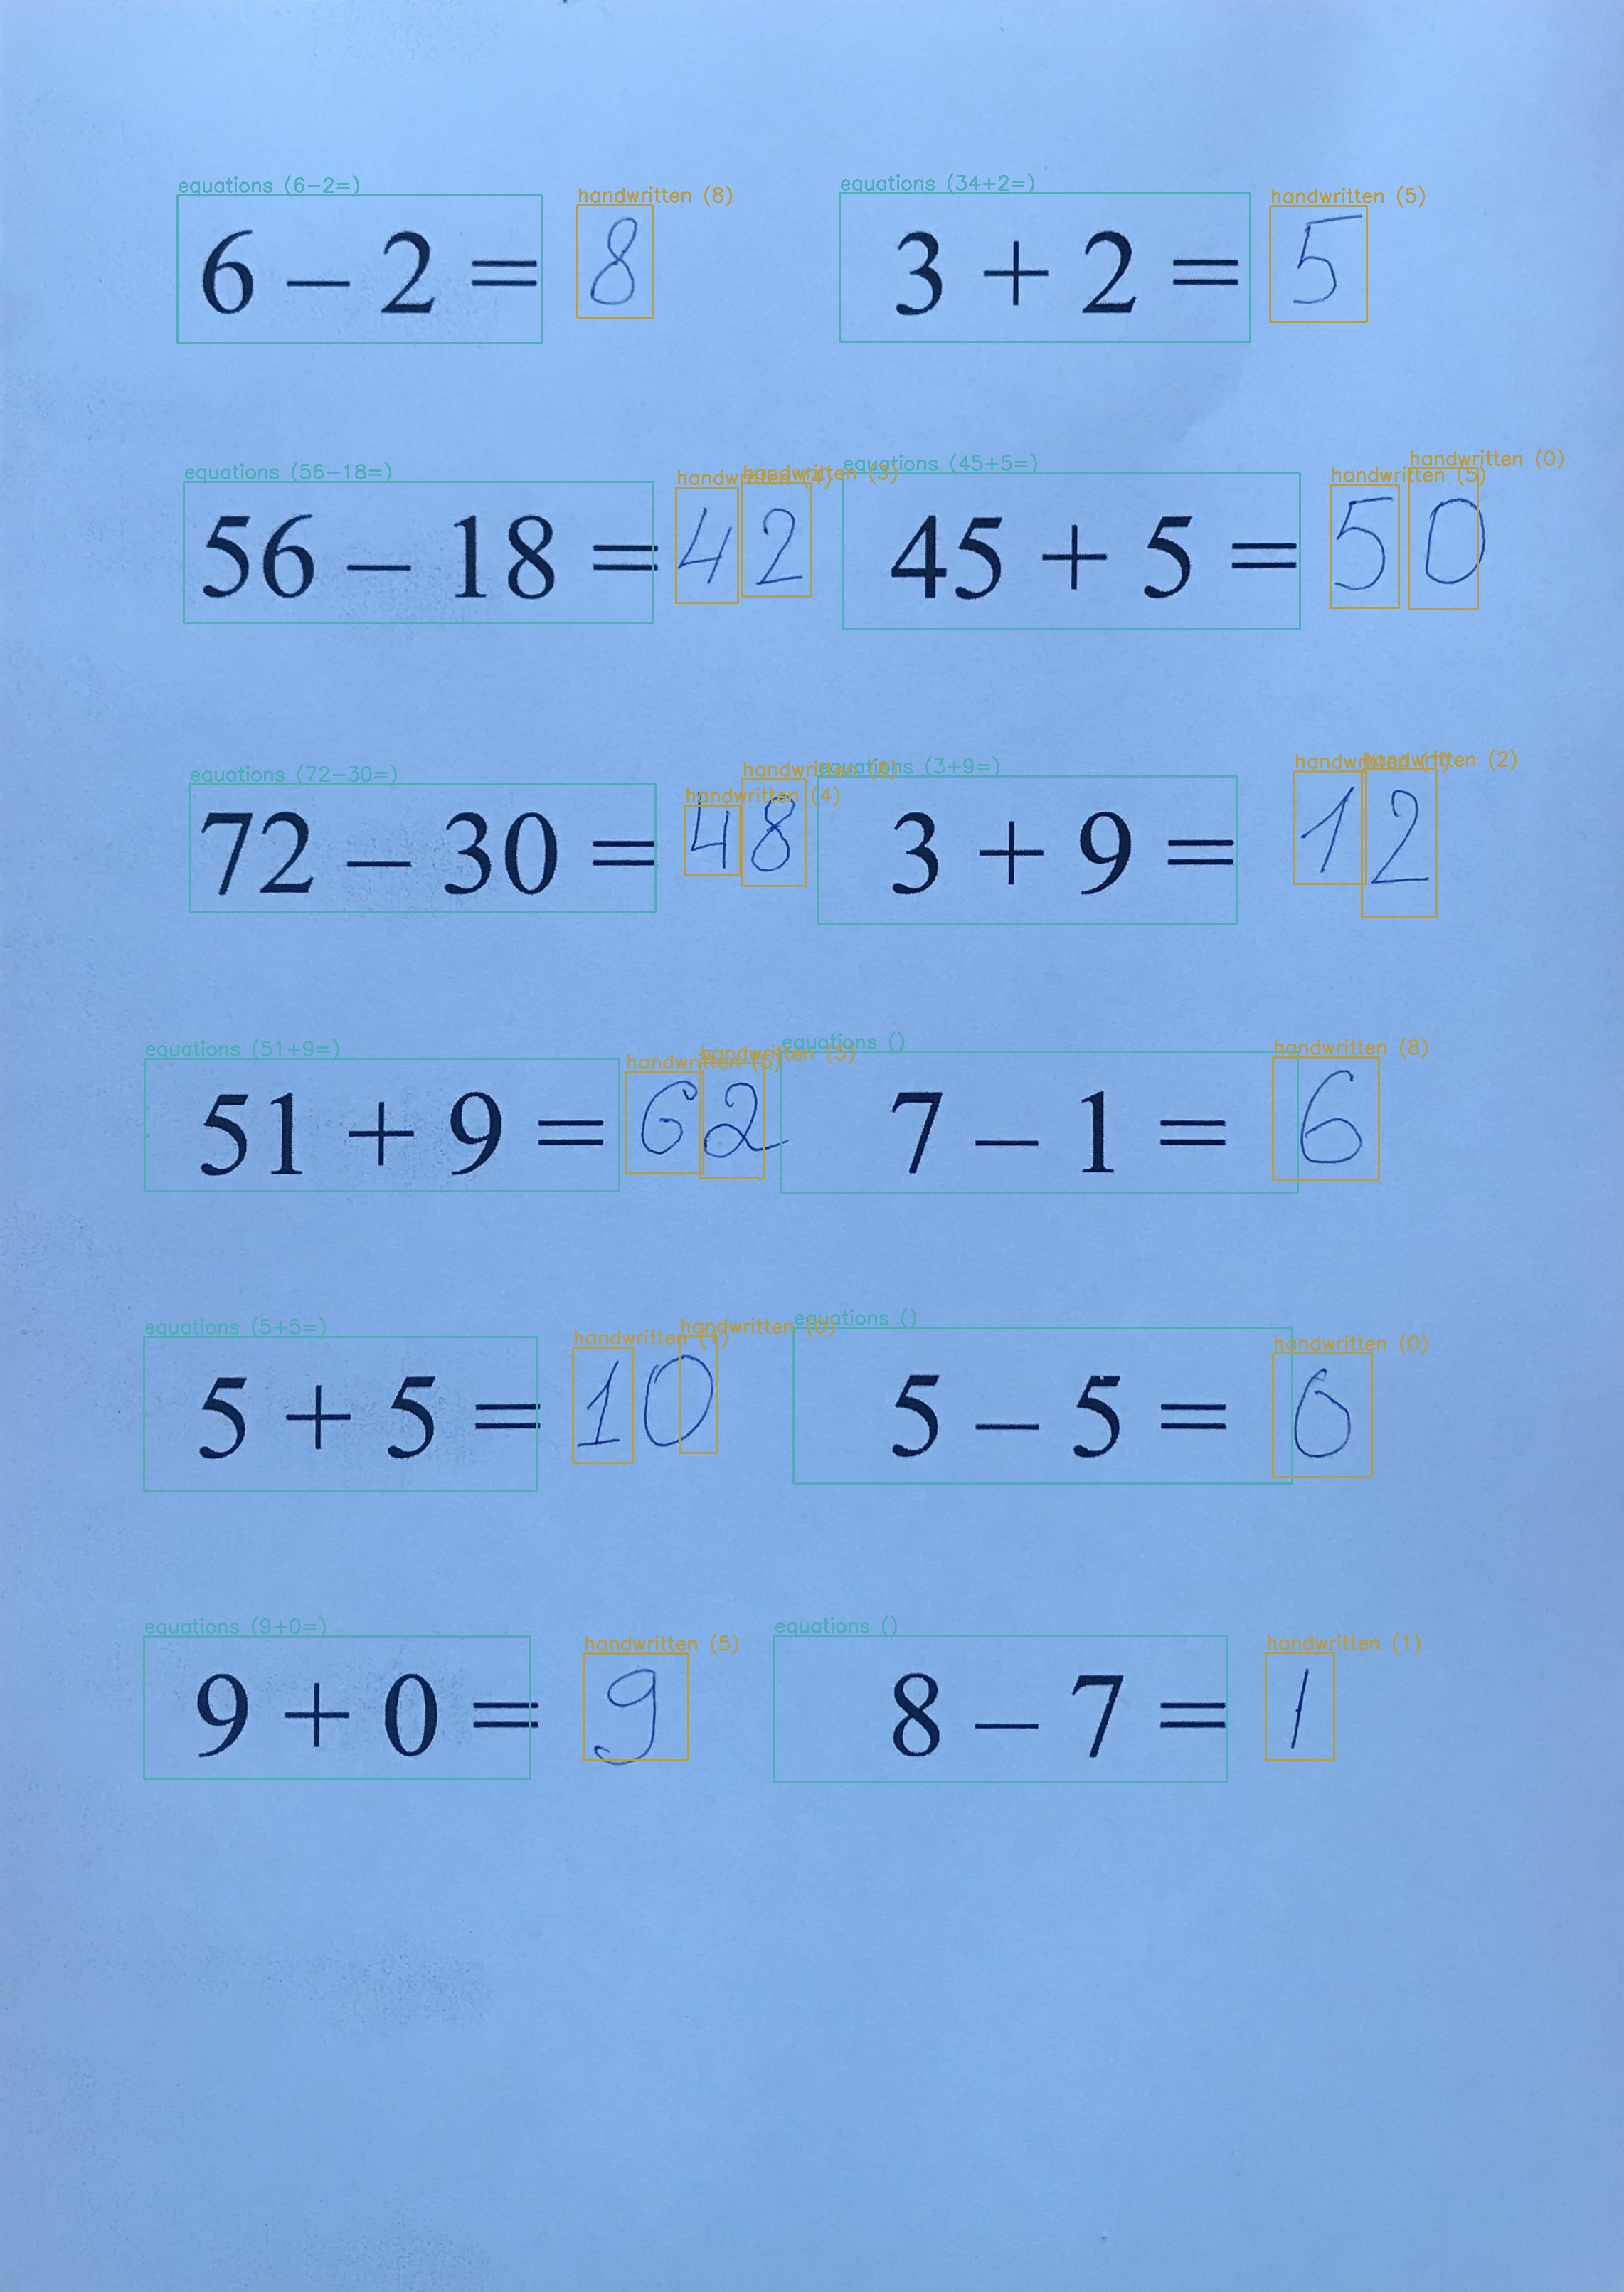 equations (6-2=) handwritten (8) equations (34+2=) handwritten (5)
6 – 2 = 8 3 + 2 = 5
equations (56-18=) handwritten (4) handwritten (3) equations (45+5=) handwritten (5) handwritten (0)
56 – 18 = 42 45 + 5 = 50
equations (72-30=) handwritten (4) handwritten equations (3+9=) handwritten (1) handwritten (2)
72 – 30 = 48 3 + 9 = 12
equations (51+9=) handwritten handwritten (5) equations () handwritten (8)
51 + 9 = 62 7 – 1 = 6
equations (5+5=) handwritten handwritten (0) equations () handwritten (0)
5 + 5 = 10 5 – 5 = 0
equations (9+0=) handwritten (5) equations () handwritten (1)
9 + 0 = 9 8 – 7 = 1